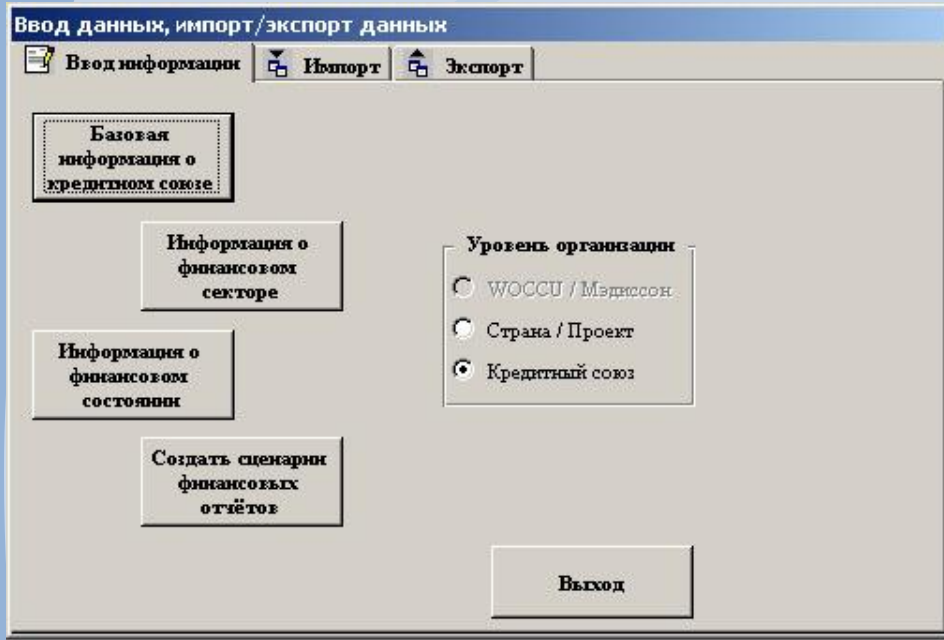 Ввод данных, импорт/экспорт данных
Ввод информации
Импорт
Экспорт
Базовая
информация о
кредитном союзе
Информация о
финансовом
секторе
Информация о
финансовом
состоянии
Создать сценарии
финансовых
отчётов
Уровень организации
WOCCU / Мэдиссон
Страна / Проект
Кредитный союз
Выход